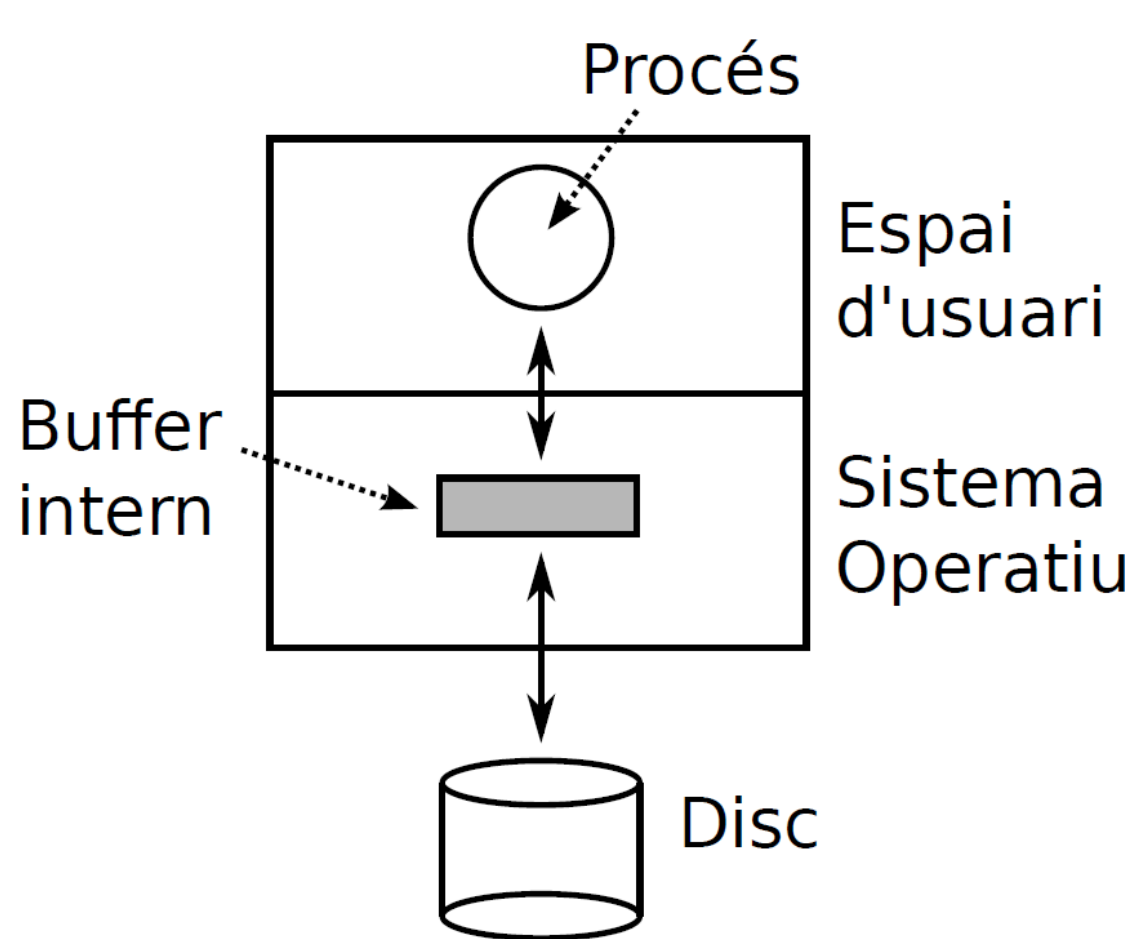 Procés
Espai
d'usuari
Buffer
intern
Sistema
Operatiu
Disc